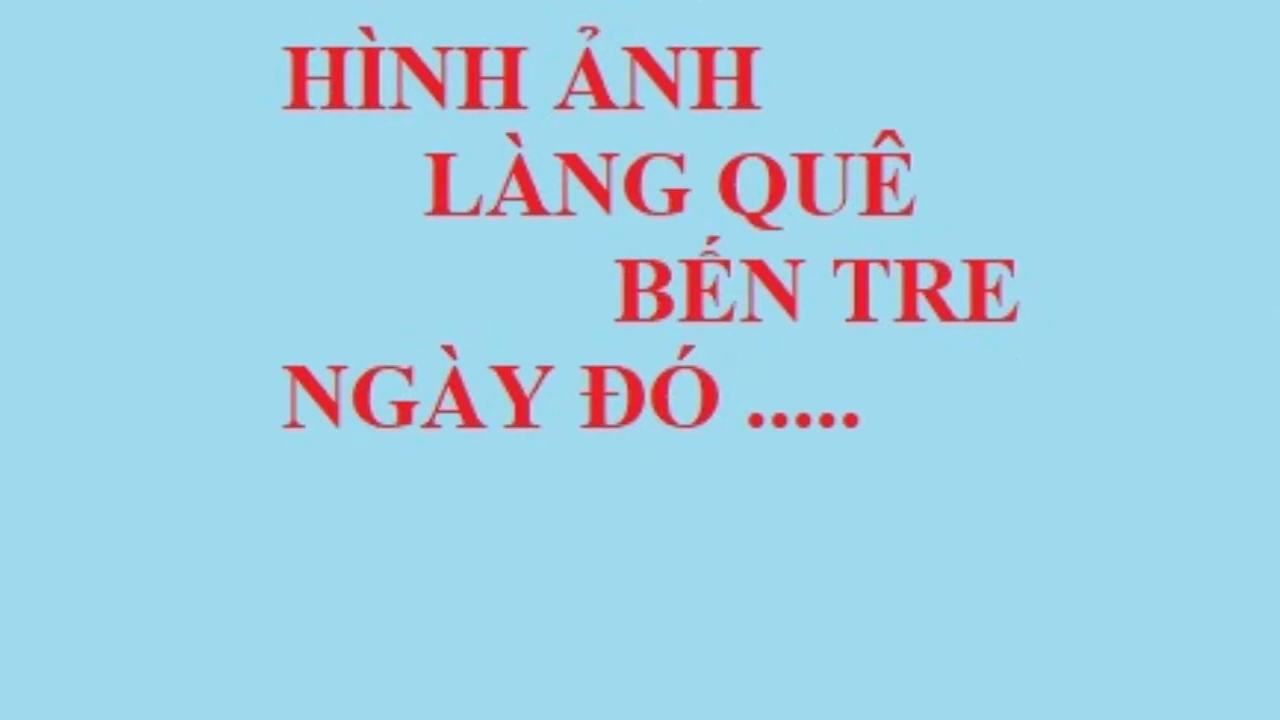 HÌNH ẢNH
LÀNG QUÊ
BẾN TRE
NGÀY ĐÓ .....